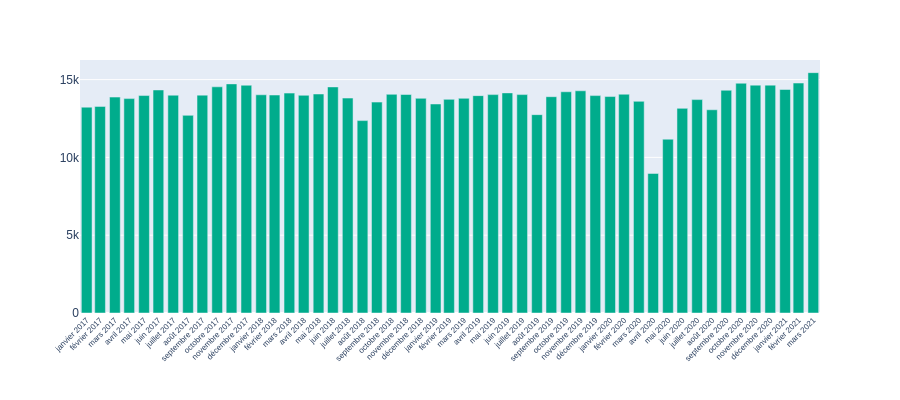 15k
10k
5k
0
janvier 2017
février 2017
mars 2017
avril 2017
mai 2017
juin 2017
juillet 2017
août 2017
septembre 2017
octobre 2017
novembre 2017
décembre 2017
janvier 2018
février 2018
mars 2018
avril 2018
mai 2018
juin 2018
juillet 2018
août 2018
septembre 2018
octobre 2018
novembre 2018
décembre 2018
janvier 2019
février 2019
mars 2019
avril 2019
mai 2019
juin 2019
juillet 2019
août 2019
septembre 2019
octobre 2019
novembre 2019
décembre 2019
janvier 2020
février 2020
mars 2020
avril 2020
mai 2020
juin 2020
juillet 2020
août 2020
septembre 2020
octobre 2020
novembre 2020
décembre 2020
janvier 2021
février 2021
mars 2021